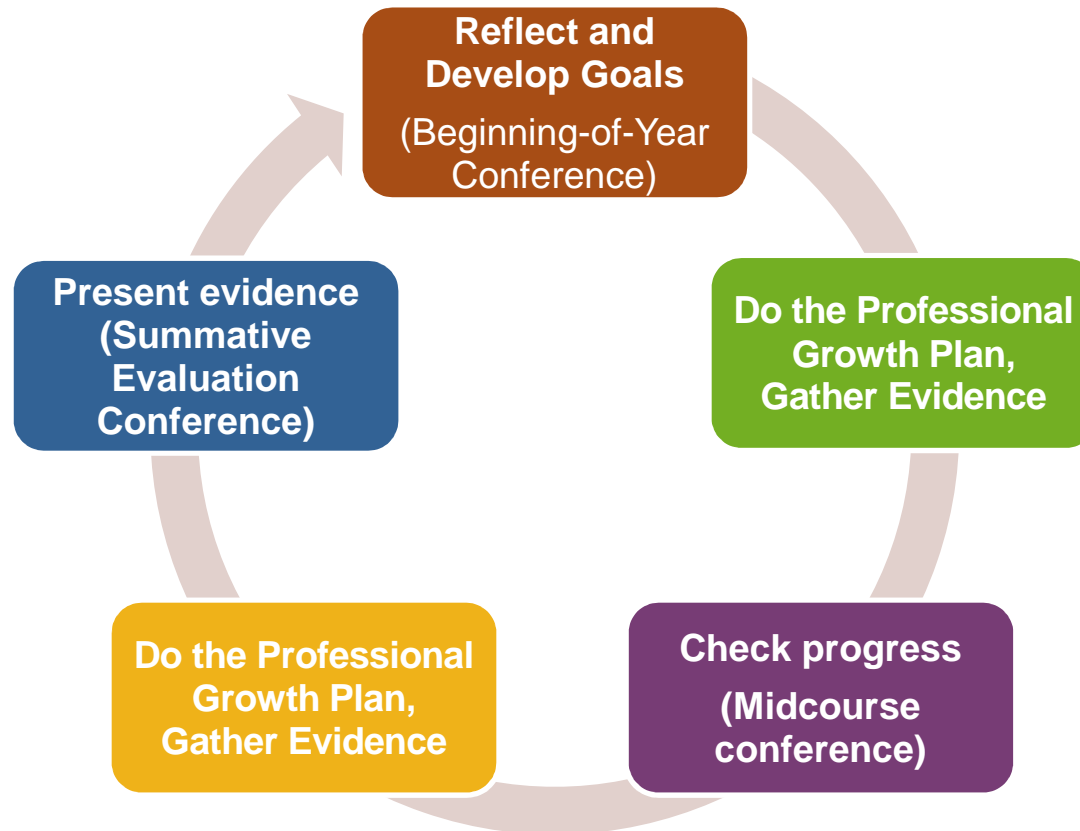 Reflect and
Develop Goals
(Beginning-of-Year
Conference)
Do the Professional
Growth Plan,
Gather Evidence
Check progress
(Midcourse
conference)
Do the Professional
Growth Plan,
Gather Evidence
Present evidence
(Summative
Evaluation
Conference)